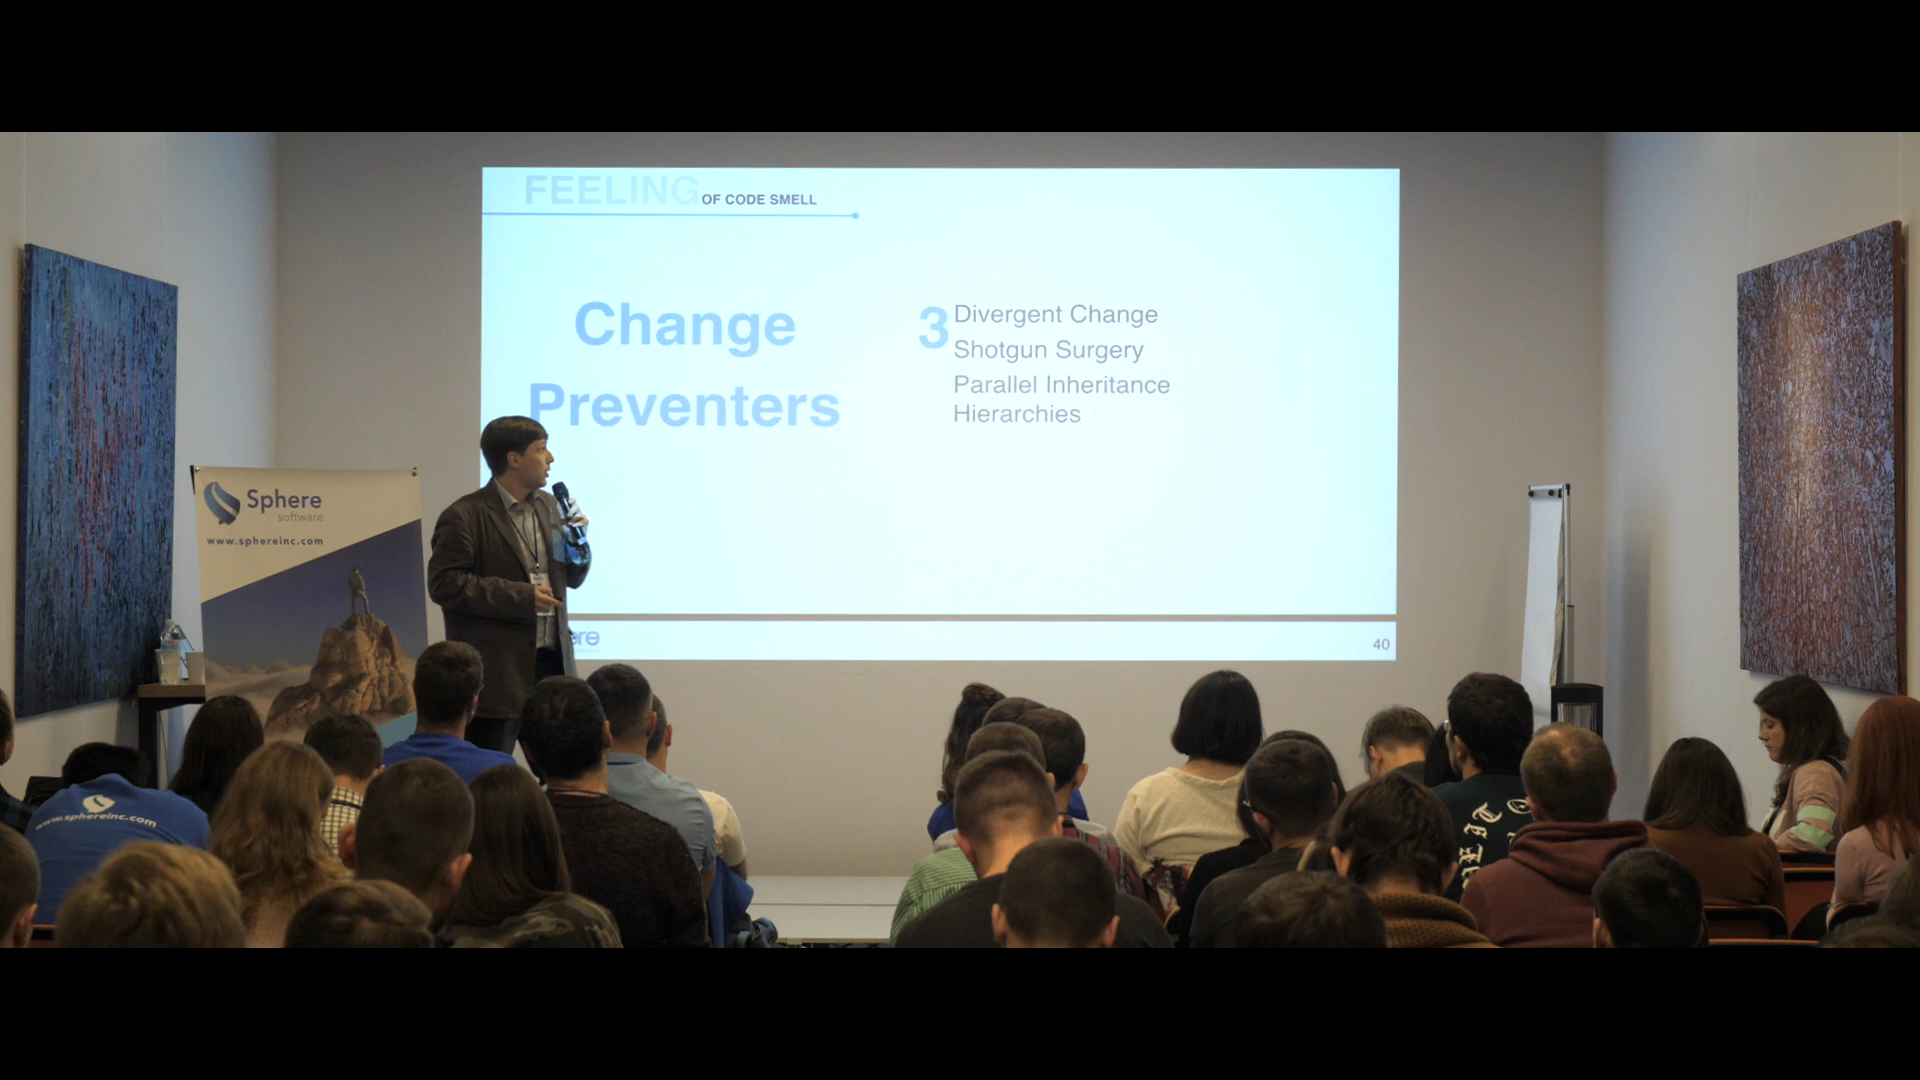 FEELING OF CODE SMELL
Change
Preventers
3
Divergent Change
Shotgun Surgery
Parallel Inheritance
Hierarchies
40
Sphere
software
www.sphereinc.com
www.sphereinc.com